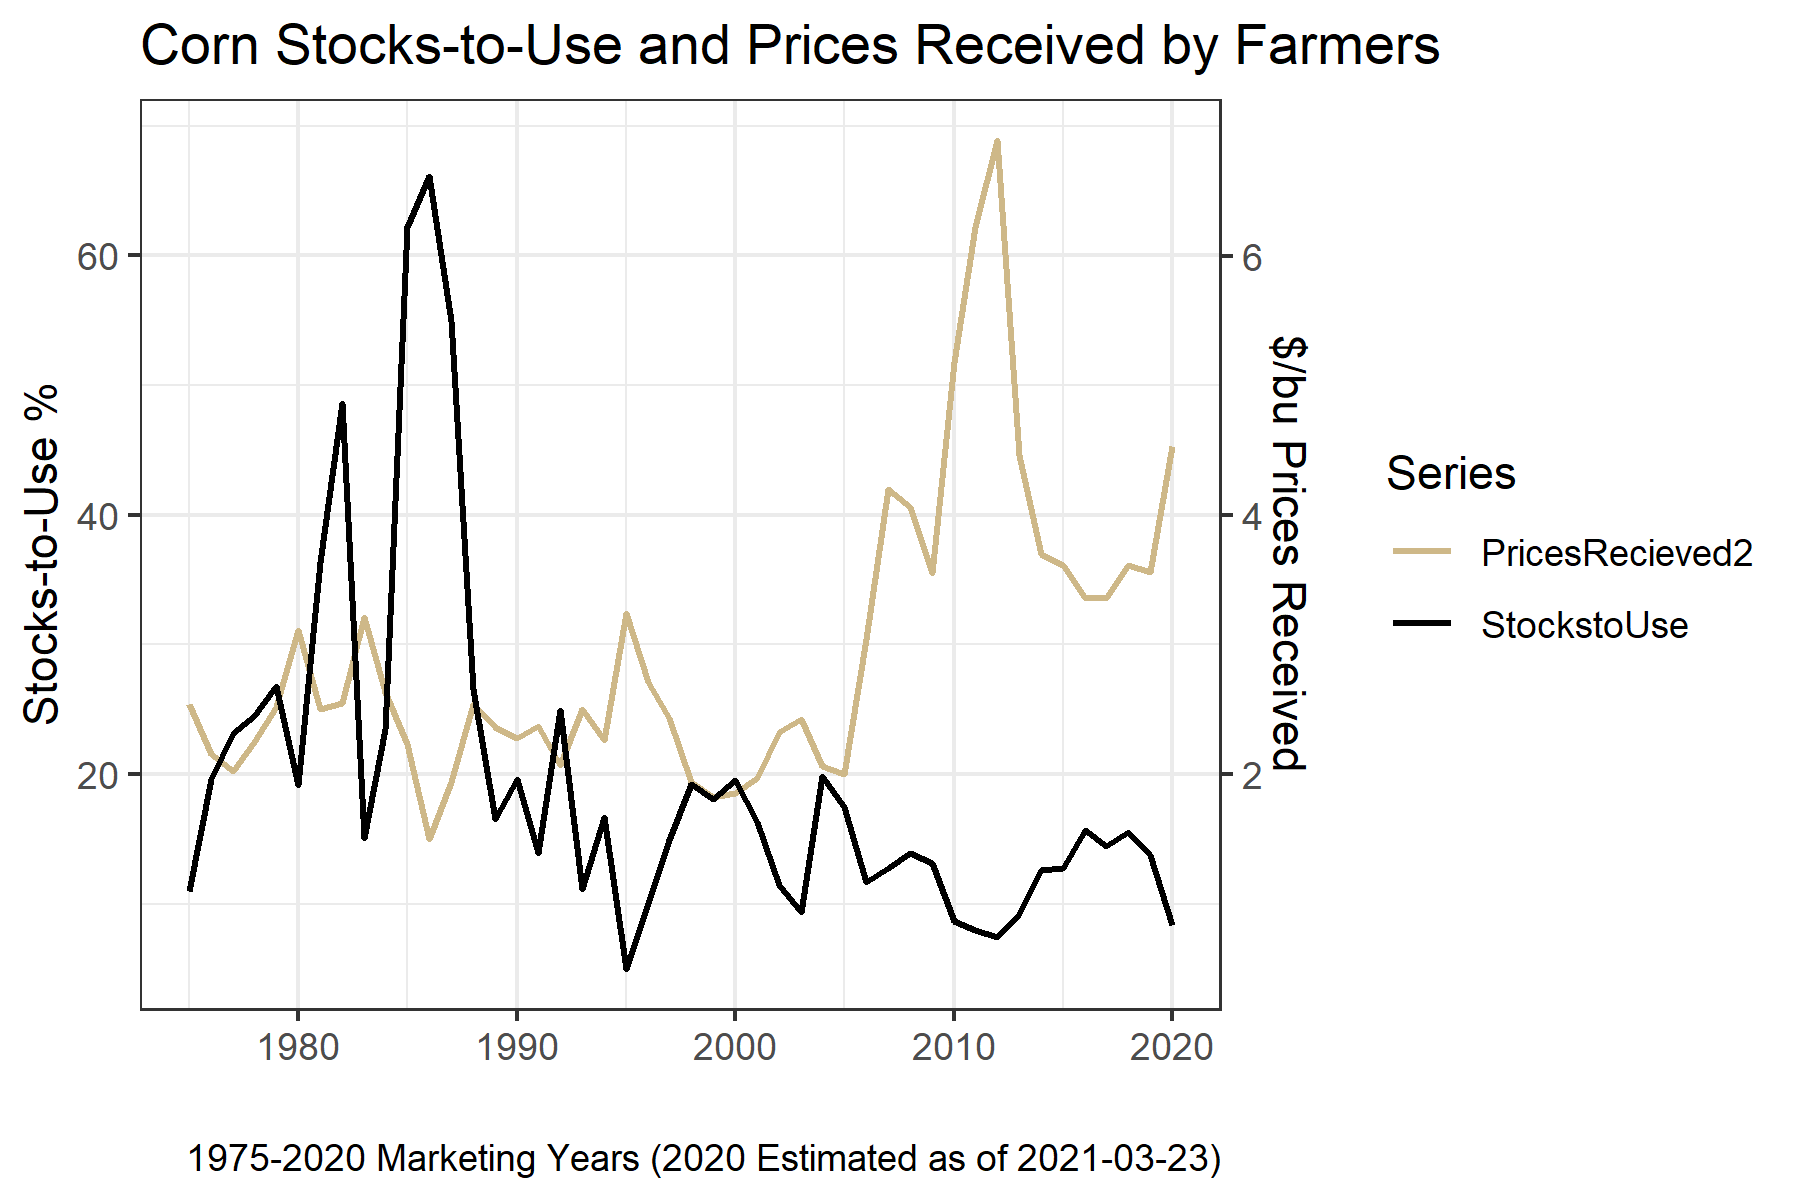 Corn Stocks-to-Use and Prices Received by Farmers
Stocks-to-Use %
60
40
20
6
4
2
$/bu Prices Received
Series
PricesRecieved2
StockstoUse
1980
1990
2000
2010
2020
1975-2020 Marketing Years (2020 Estimated as of 2021-03-23)